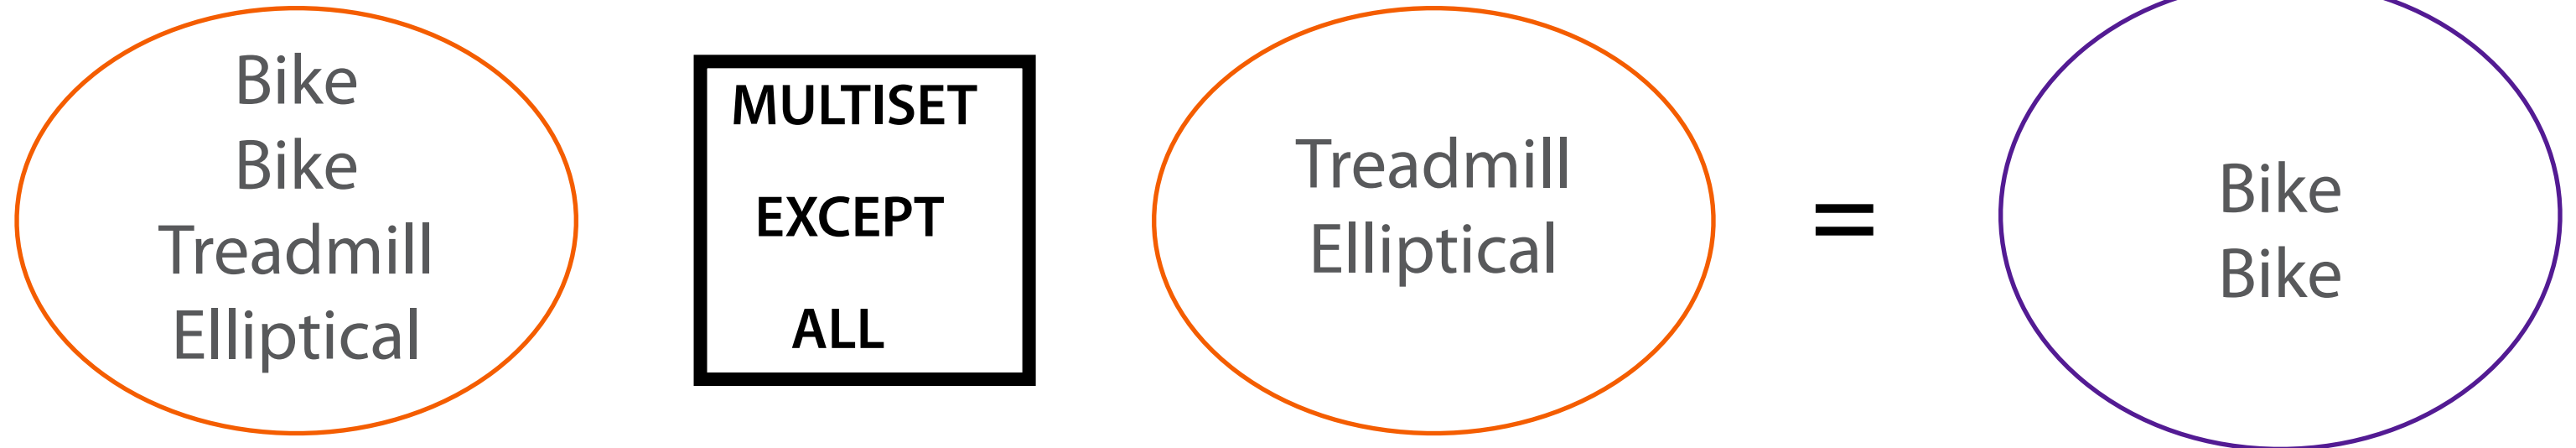 Bike
Bike
Treadmill
Elliptical
MULTISET
EXCEPT
ALL
Treadmill
Elliptical
=
Bike
Bike